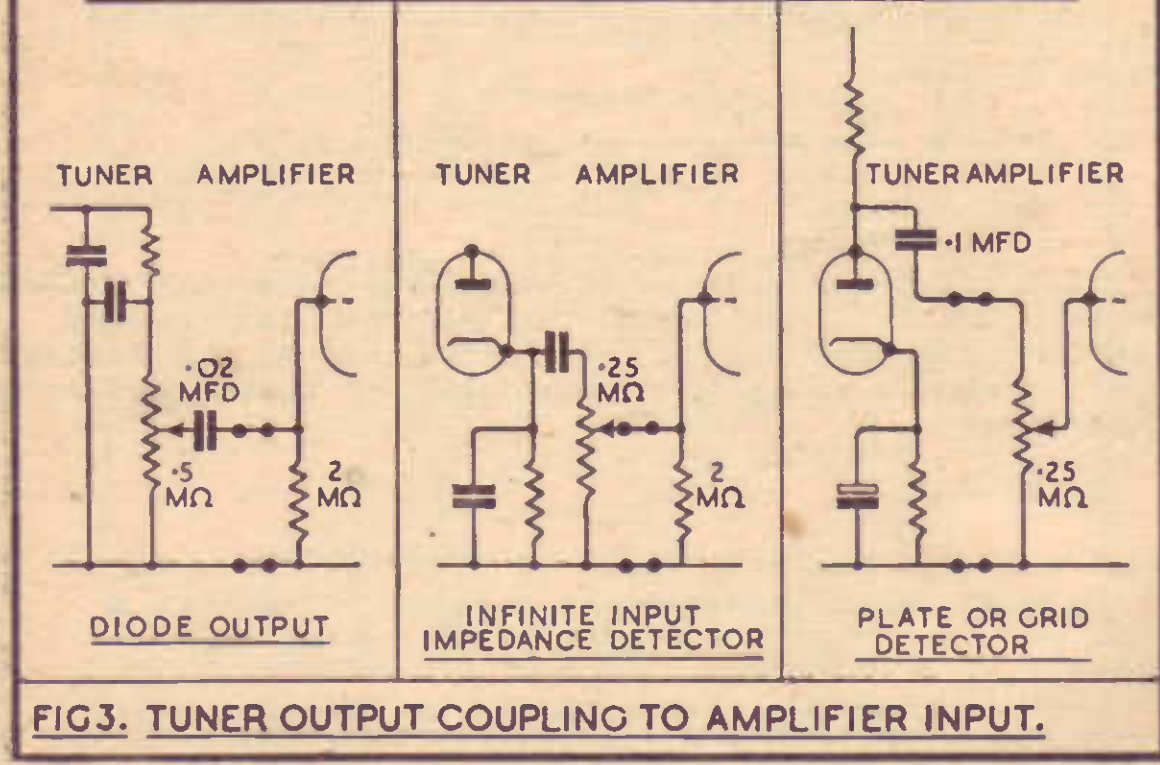 TUNER AMPLIFIER
·02
MFD
·5
MΩ
2
MΩ
DIODE OUTPUT
TUNER AMPLIFIER
·25
MΩ
2
MΩ
INFINITE INPUT
IMPEDANCE DETECTOR
TUNER AMPLIFIER
·1 MFD
·25
MΩ
PLATE OR GRID
DETECTOR
FIG3. TUNER OUTPUT COUPLING TO AMPLIFIER INPUT.